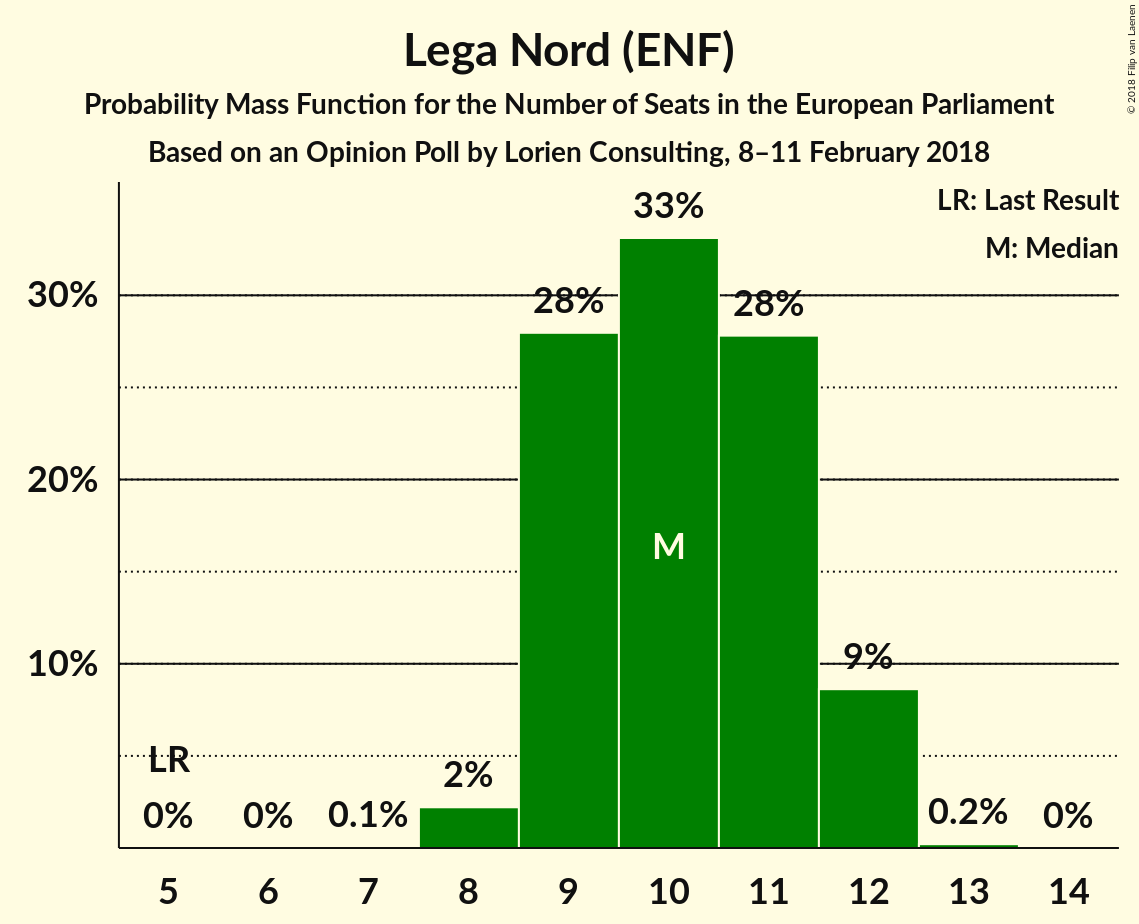 Lega Nord (ENF)
Probability Mass Function for the Number of Seats in the European Parliament
Based on an Opinion Poll by Lorien Consulting, 8–11 February 2018
© 2018 Filip van Laenen
LR: Last Result
M: Median
30%
20%
10%
LR
0%
0%
0.1%
2%
28%
33%
M
28%
9%
0.2%
0%
5 6 7 8 9 10 11 12 13 14